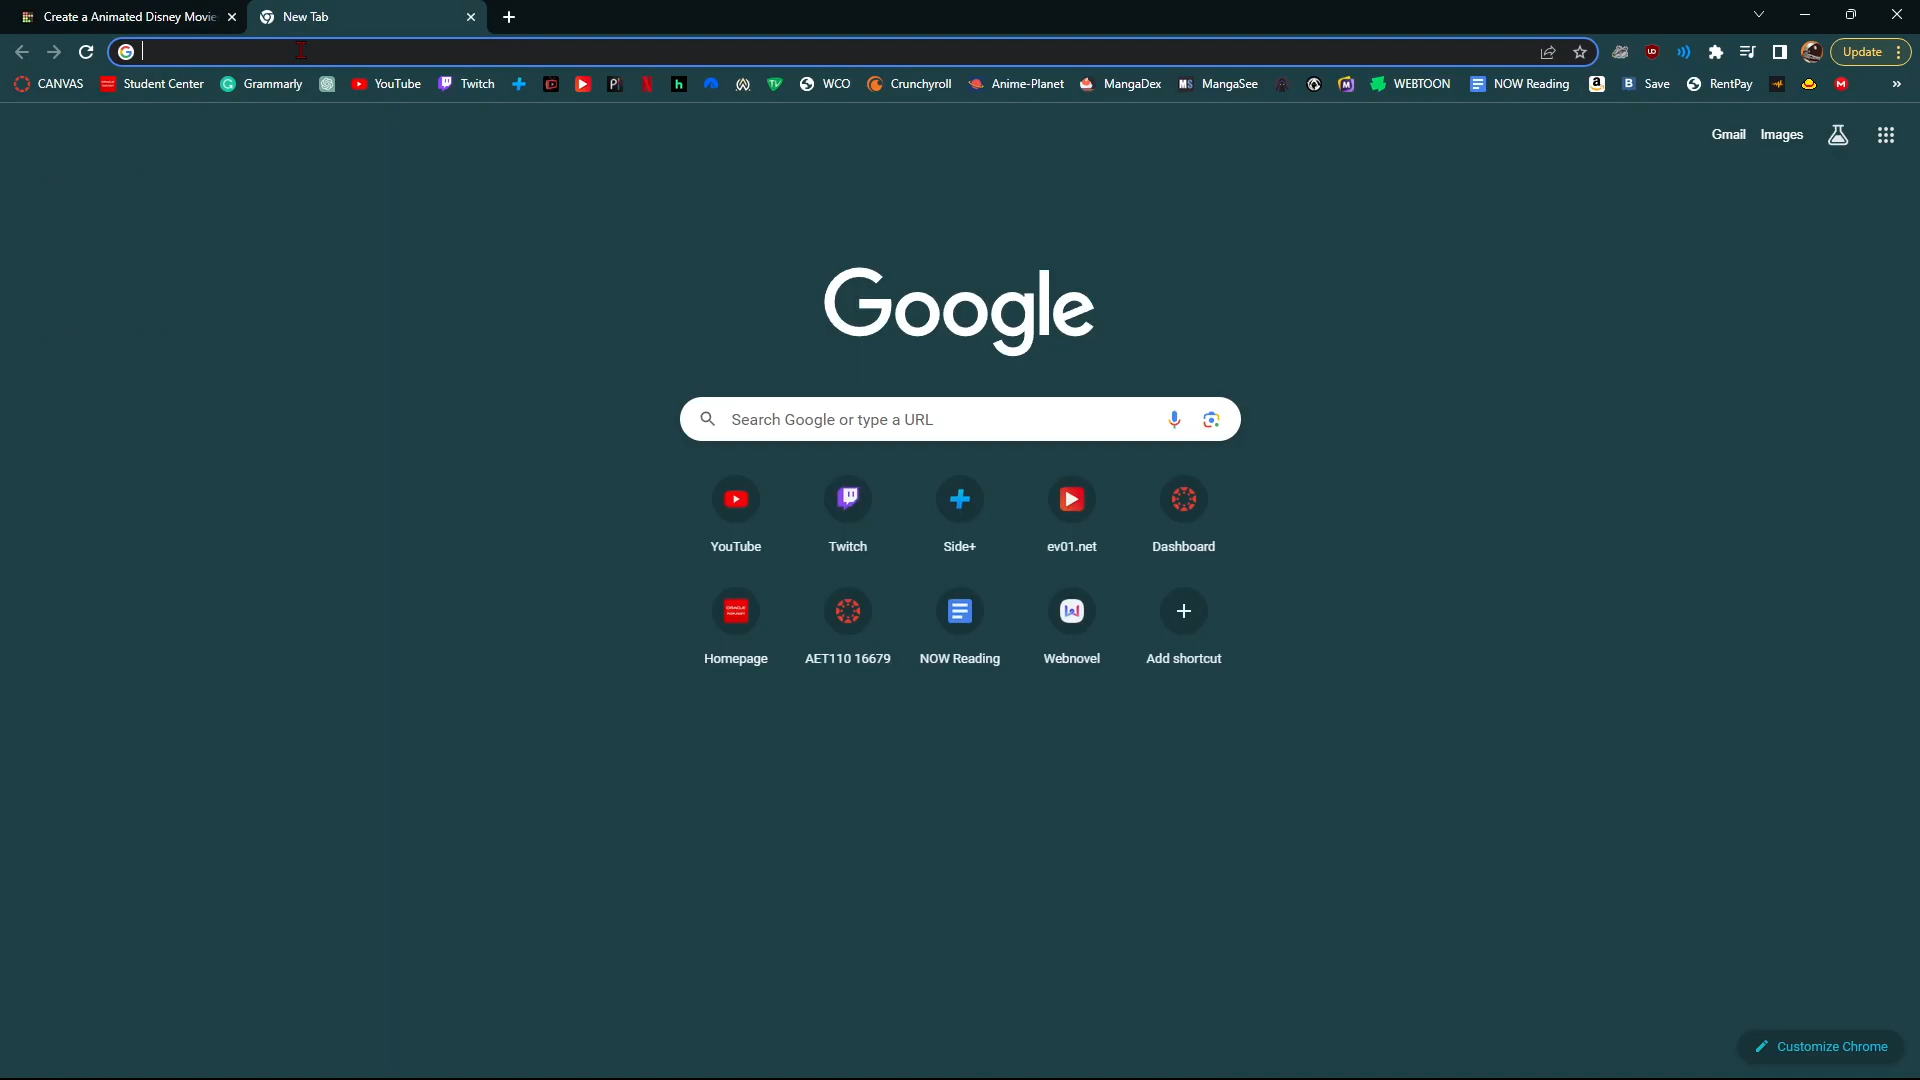 Create a Animated Disney Movie
New Tab
Update
CANVAS Student Center Grammarly YouTube Twitch WCO Crunchyroll Anime-Planet MangaDex MangaSee WEBTOON NOW Reading Save RentPay
Gmail Images
Google
Search Google or type a URL
YouTube Twitch Side+ ev01.net Dashboard
Homepage AET110 16679 NOW Reading Webnovel Add shortcut
Customize Chrome